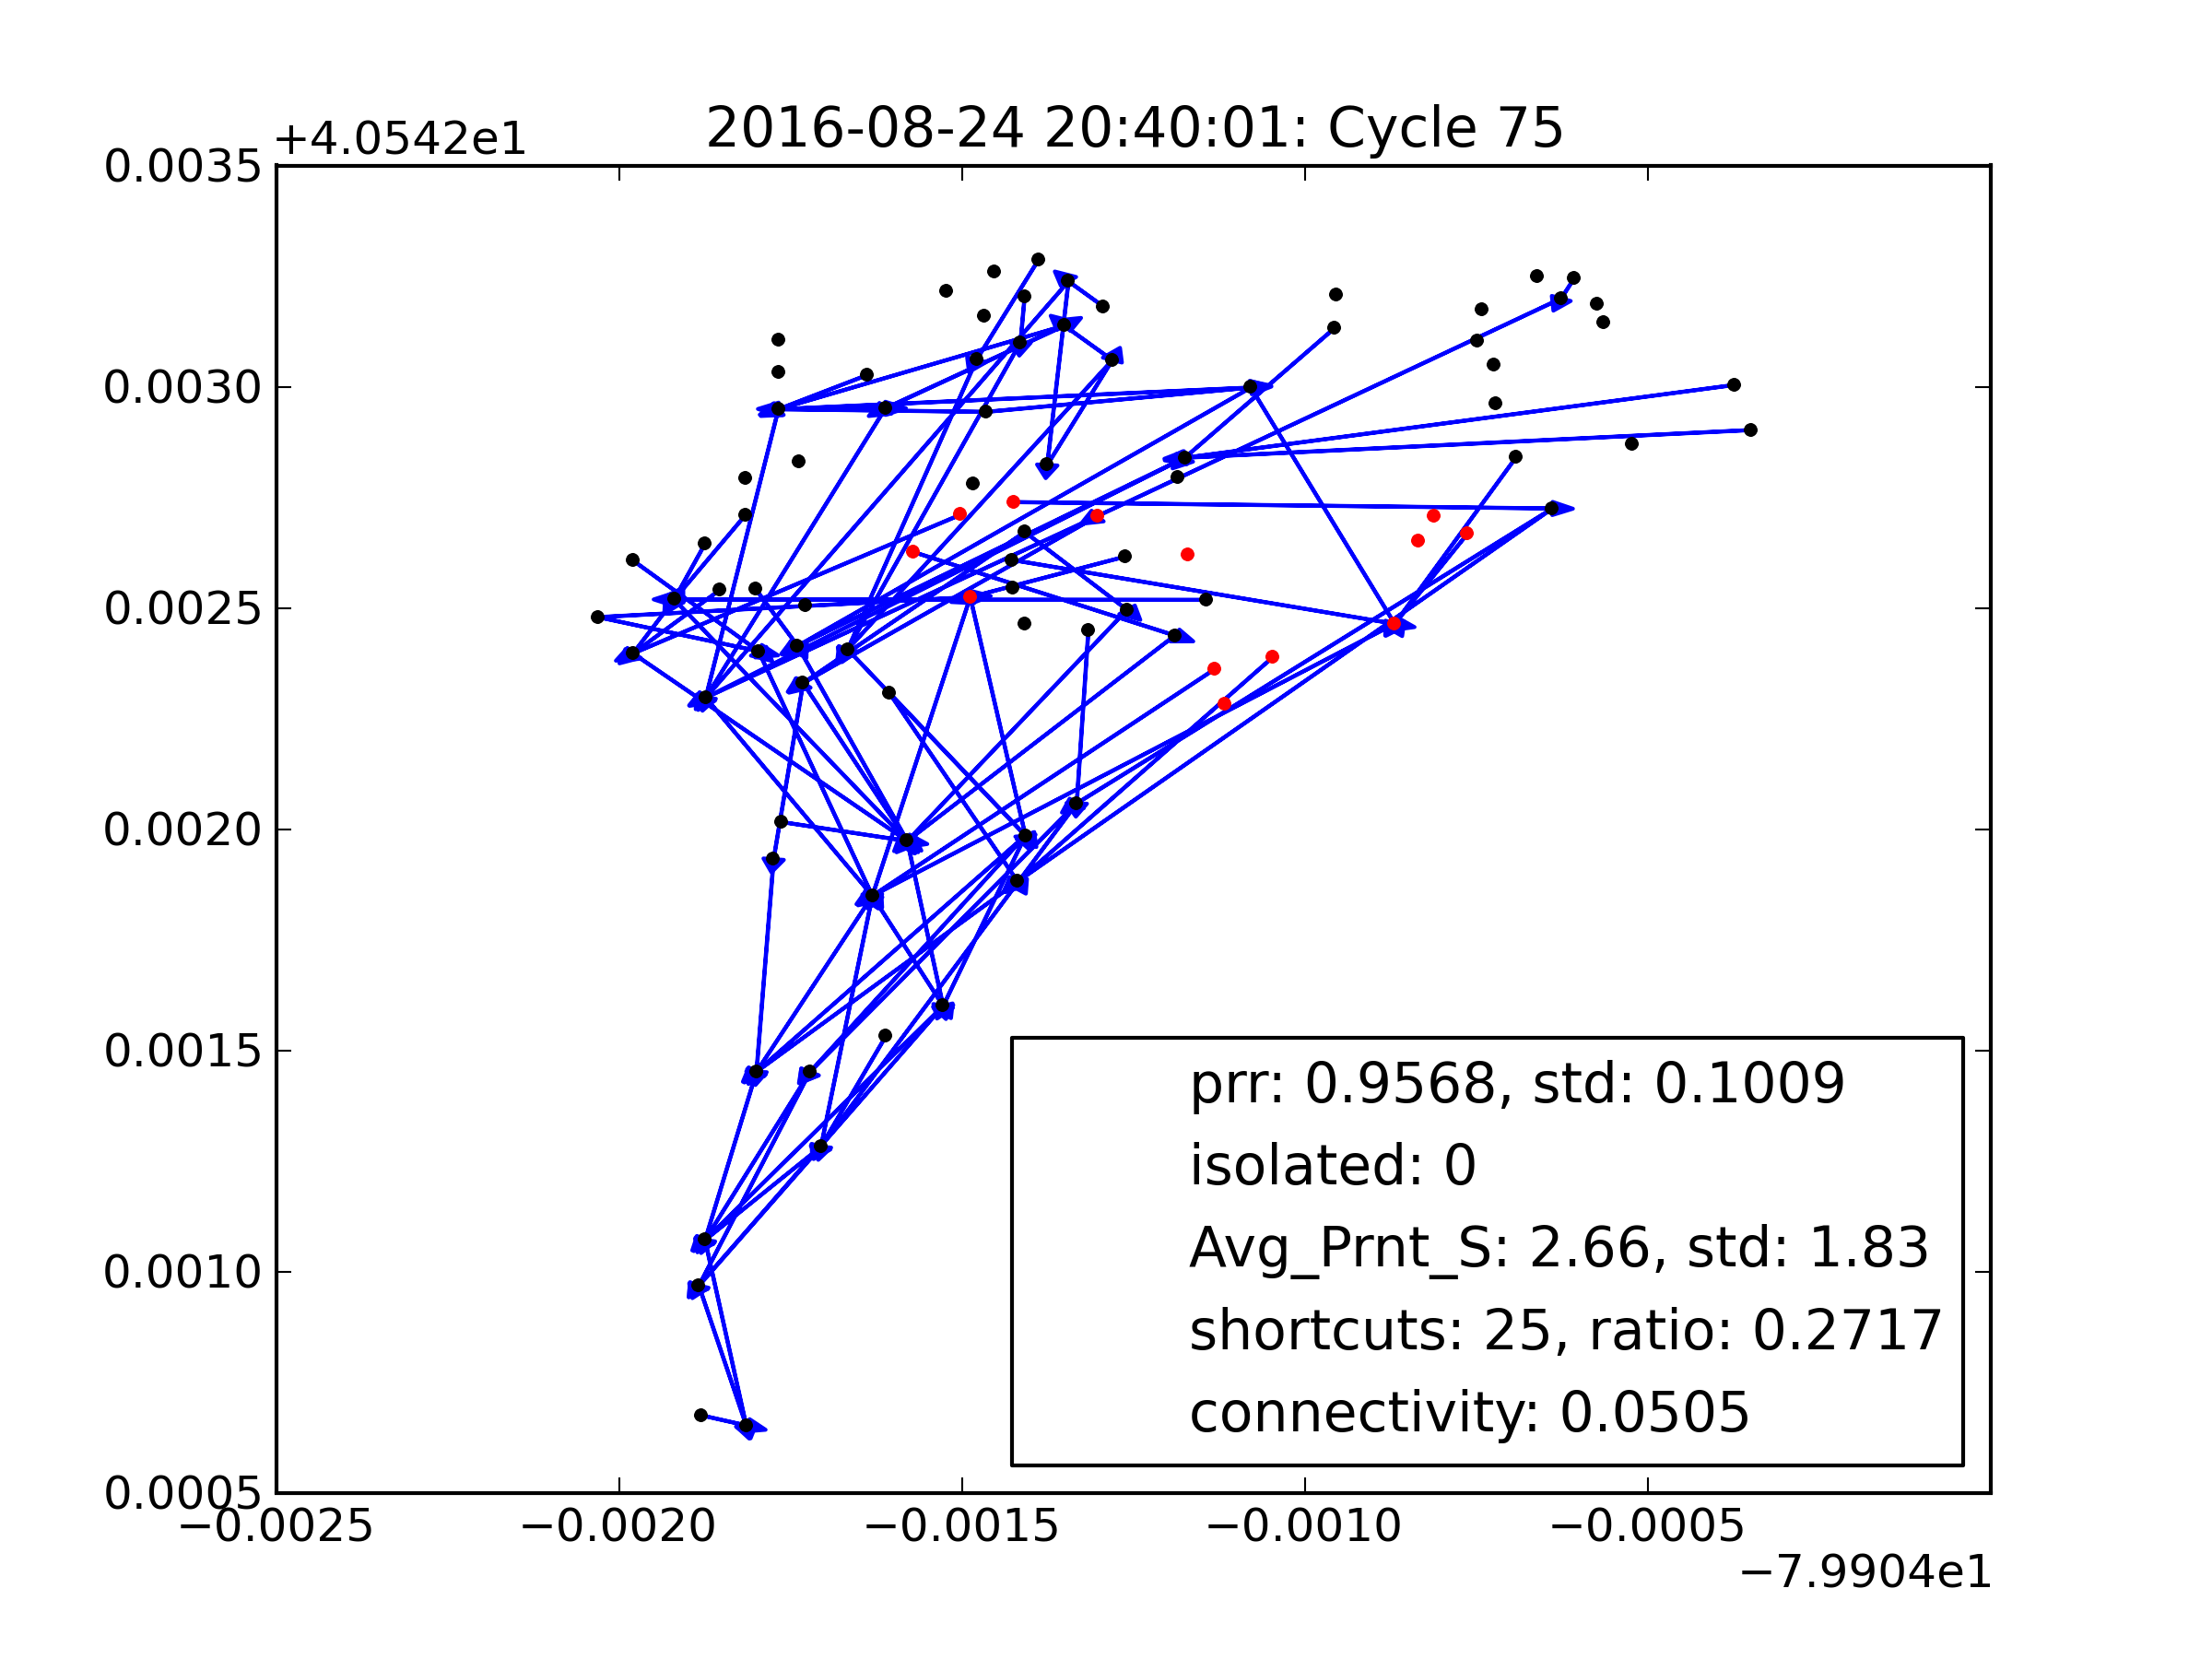 2016-08-24 20:40:01: Cycle 75
+4.0542e1
0.0035
0.0030
0.0025
0.0020
0.0015
0.0010
0.0005
prr: 0.9568, std: 0.1009
isolated: 0
Avg_Prnt_S: 2.66, std: 1.83
shortcuts: 25, ratio: 0.2717
connectivity: 0.0505
−0.0025 −0.0020 −0.0015 −0.0010 −0.0005
−7.9904e1